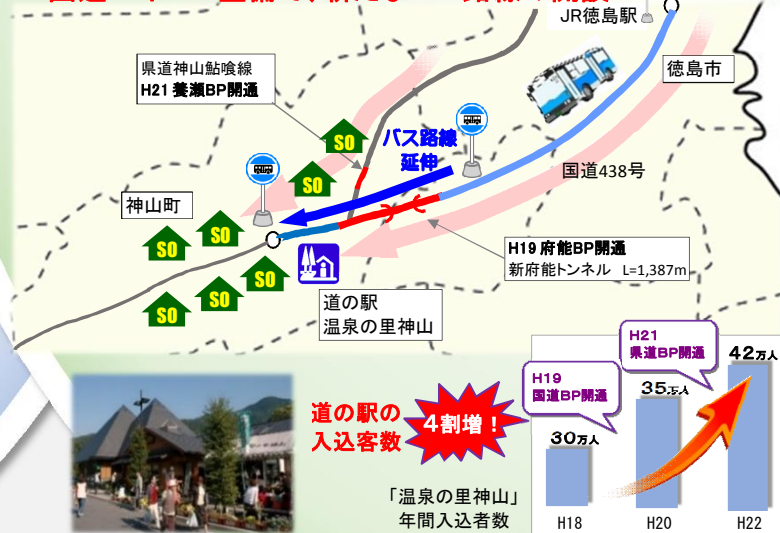 JR徳島駅
徳島市
県道神山鮎喰線
H21 養瀬BP開通
バス路線
延伸
国道438号
神山町
SO
SO
SO
SO
SO
SO
SO
H19 府能BP開通
新府能トンネル L=1,387m
道の駅
温泉の里神山
道の駅の
入込客数
4割増！
「温泉の里神山」
年間入込者数
H19
国道BP開通
H21
県道BP開通
30万人
35万人
42万人
H18
H20
H22